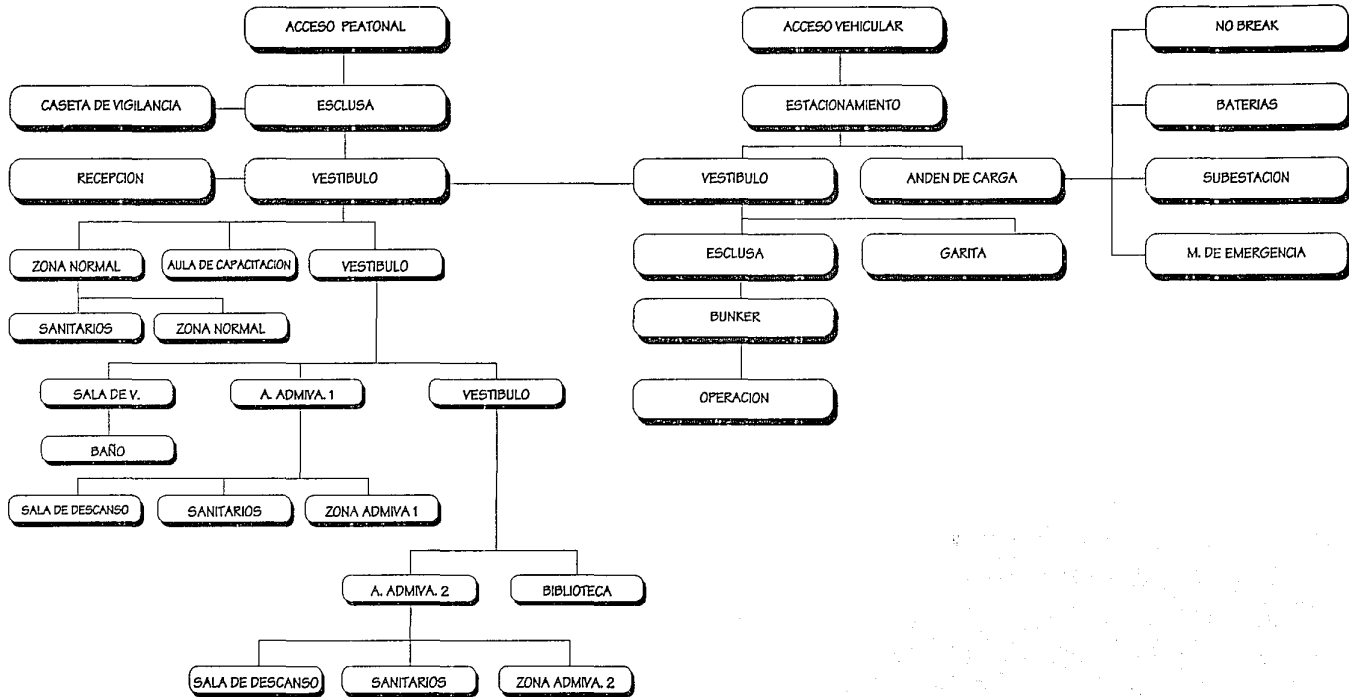 ACCESO PEATONAL
ACCESO VEHICULAR
NO BREAK
CASETA DE VIGILANCIA
ESCLUSA
ESTACIONAMIENTO
BATERIAS
RECEPCION
VESTIBULO
VESTIBULO
ANDEN DE CARGA
SUBESTACION
ZONA NORMAL
AULA DE CAPACITACION
VESTIBULO
ESCLUSA
GARITA
M. DE EMERGENCIA
SANITARIOS
ZONA NORMAL
BUNKER
SALA DE V.
A. ADMIVA. 1
VESTIBULO
OPERACION
BAÑO
SALA DE DESCANSO
SANITARIOS
ZONA ADMIVA 1
A. ADMIVA. 2
BIBLIOTECA
SALA DE DESCANSO
SANITARIOS
ZONA ADMIVA. 2